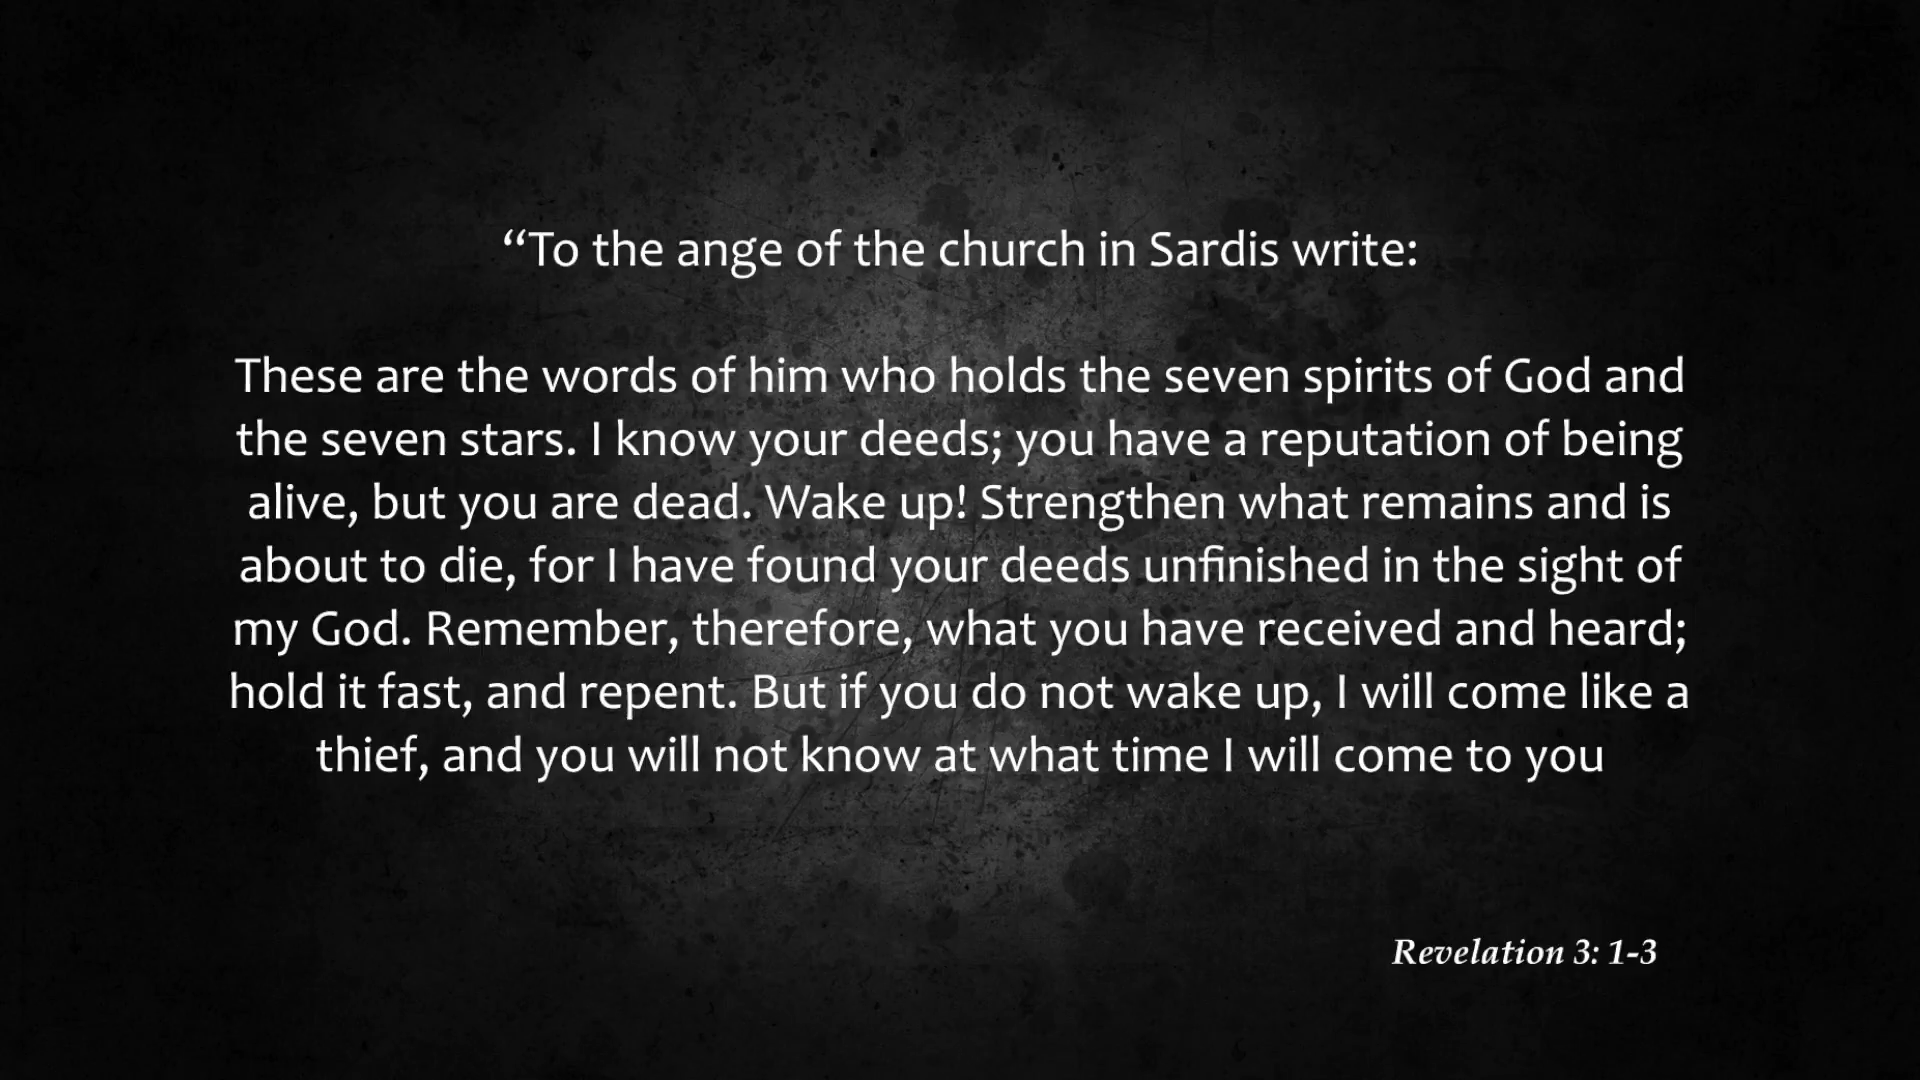 “To the ange of the church in Sardis write:
These are the words of him who holds the seven spirits of God and
the seven stars. I know your deeds; you have a reputation of being
alive, but you are dead. Wake up! Strengthen what remains and is
about to die, for I have found your deeds unfinished in the sight of
my God. Remember, therefore, what you have received and heard;
hold it fast, and repent. But if you do not wake up, I will come like a
thief, and you will not know at what time I will come to you
Revelation 3: 1-3